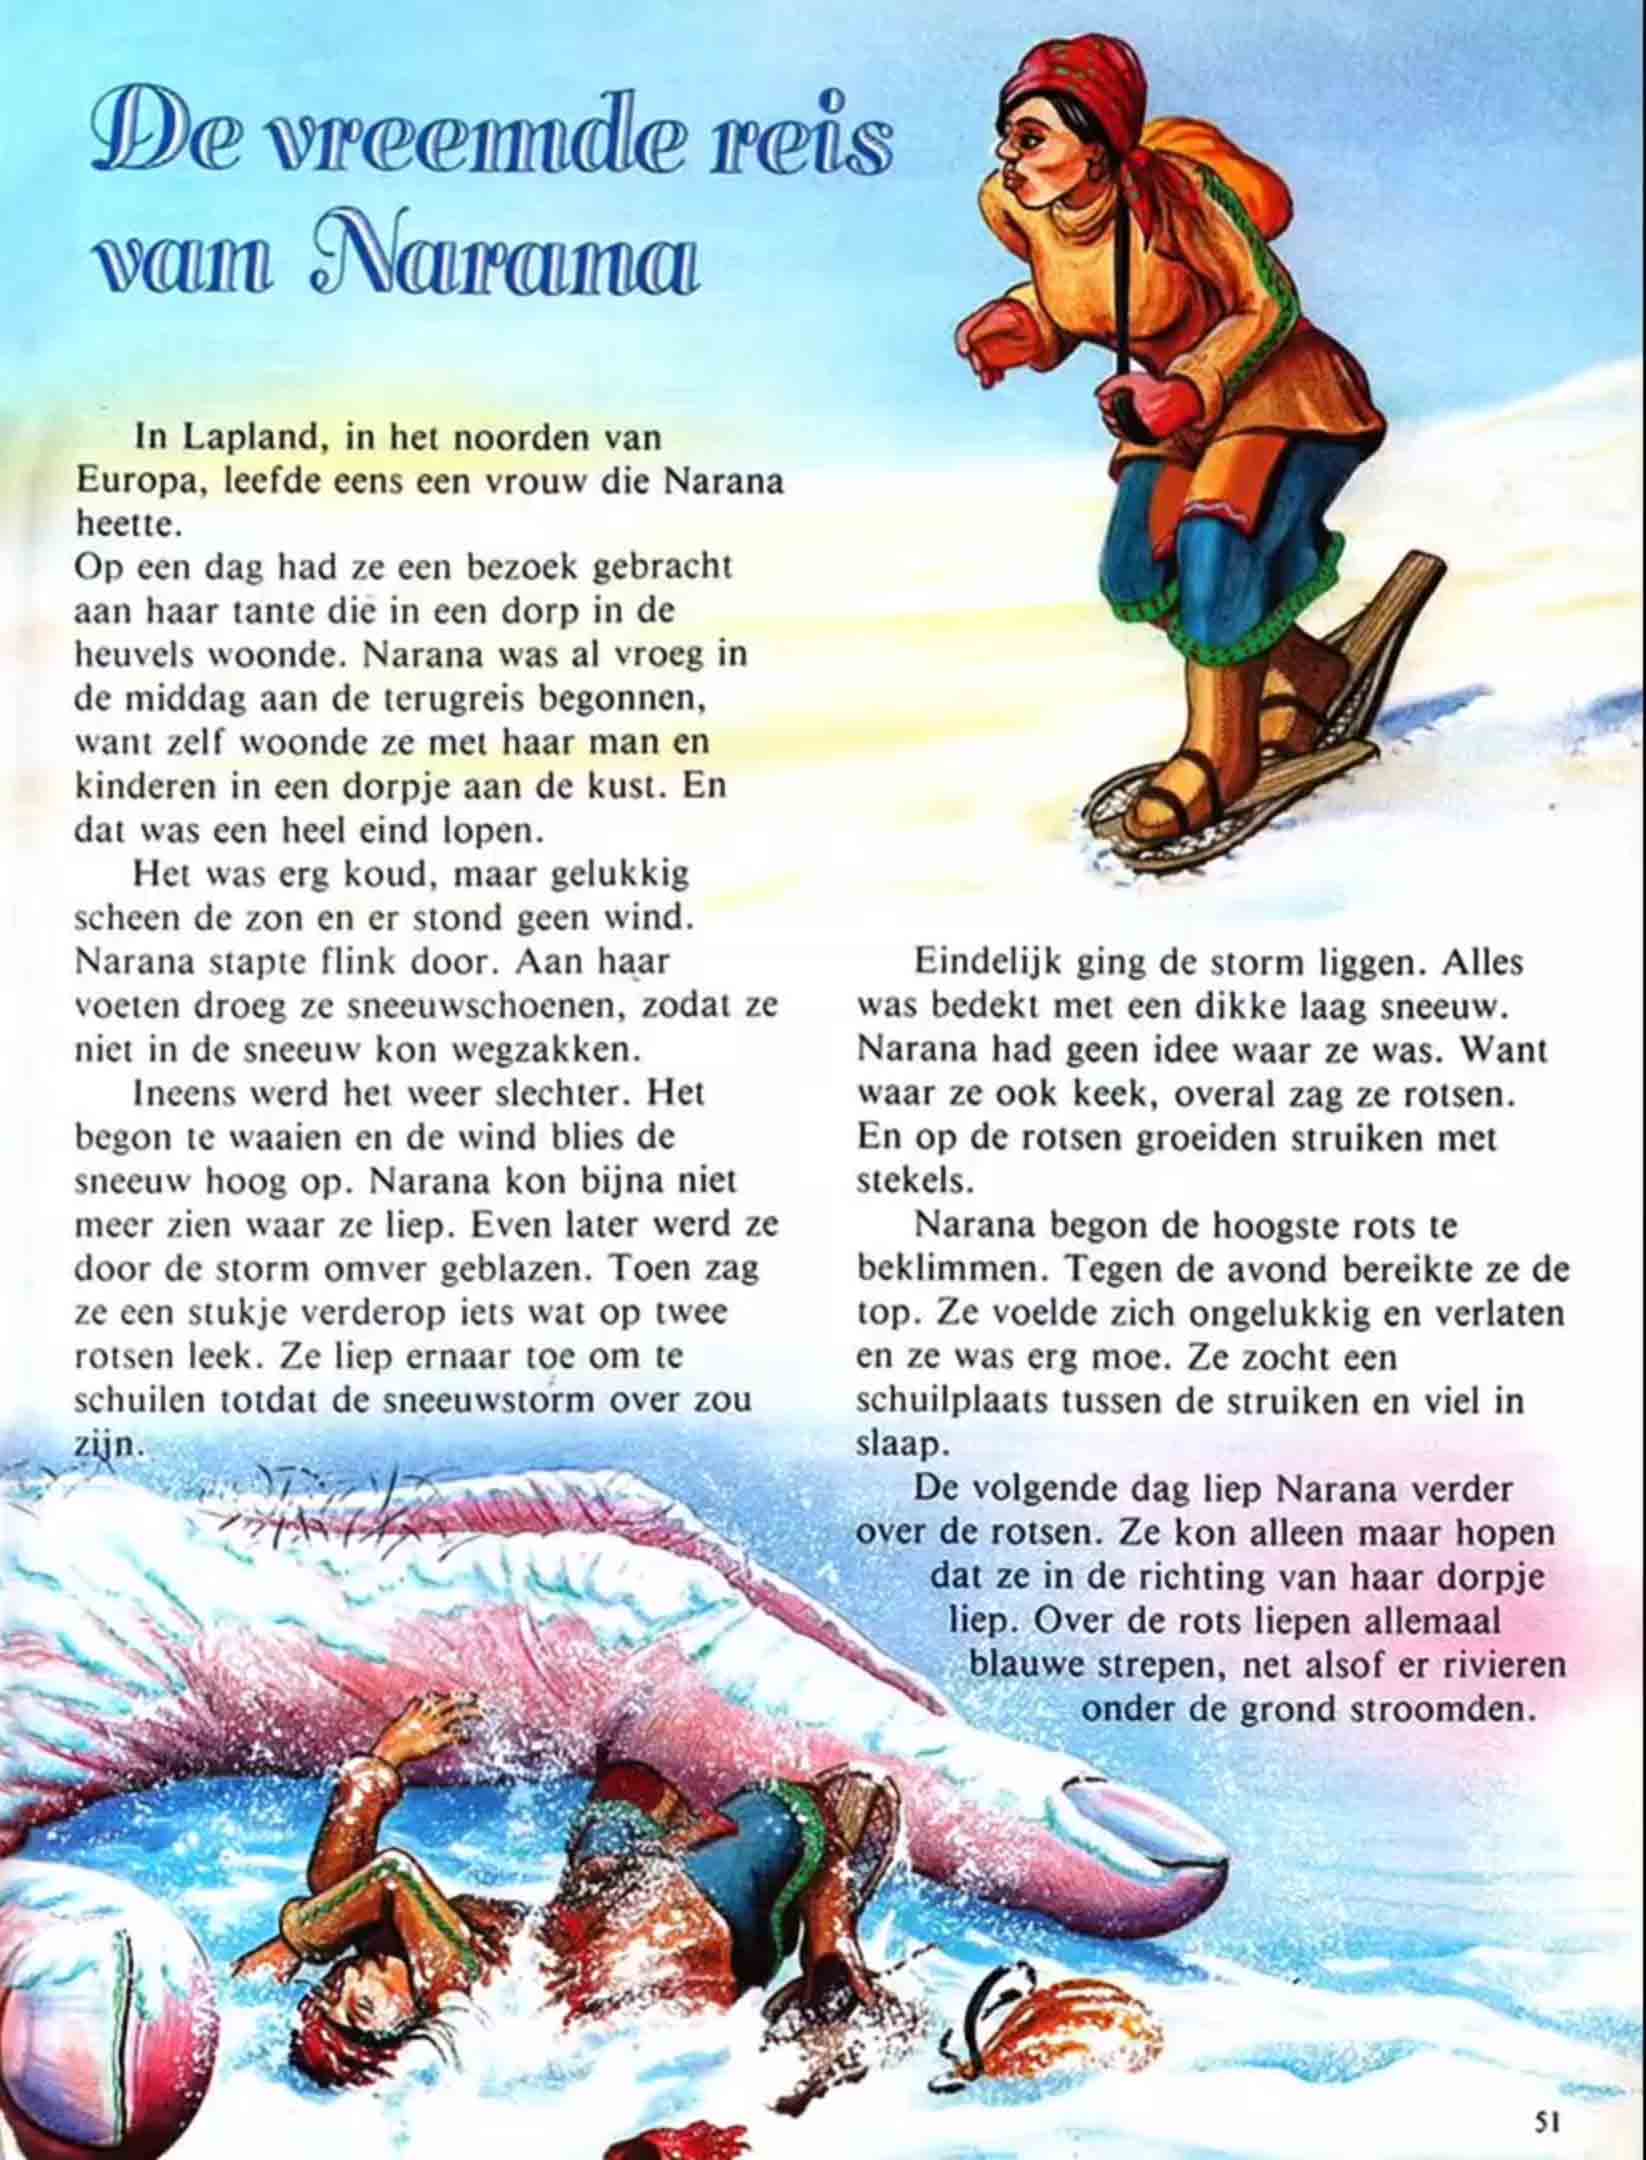 De vreemde reis
van Narana
In Lapland, in het noorden van
Europa, leefde eens een vrouw die Narana
heette.
Op een dag had ze een bezoek gebracht
aan haar tante die in een dorp in de
heuvels woonde. Narana was al vroeg in
de middag aan de terugreis begonnen,
want zelf woonde ze met haar man en
kinderen in een dorpje aan de kust. En
dat was een heel eind lopen.
Het was erg koud, maar gelukkig
scheen de zon en er stond geen wind.
Narana stapte flink door. Aan haar
voeten droeg ze sneeuwschoenen, zodat ze
niet in de sneeuw kon wegzakken.
Ineens werd het weer slechter. Het
begon te waaien en de wind blies de
sneeuw hoog op. Narana kon bijna niet
meer zien waar ze liep. Even later werd ze
door de storm omver geblazen. Toen zag
ze een stukje verderop iets wat op twee
rotsen leek. Ze liep ernaar toe om te
schuilen totdat de sneeuwstorm over zou
zijn.
Eindelijk ging de storm liggen. Alles
was bedekt met een dikke laag sneeuw.
Narana had geen idee waar ze was. Want
waar ze ook keek, overal zag ze rotsen.
En op de rotsen groeiden struiken met
stekels.
Narana begon de hoogste rots te
beklimmen. Tegen de avond bereikte ze de
top. Ze voelde zich ongelukkig en verlaten
en ze was erg moe. Ze zocht een
schuilplaats tussen de struiken en viel in
slaap.
De volgende dag liep Narana verder
over de rotsen. Ze kon alleen maar hopen
dat ze in de richting van haar dorpje
liep. Over de rots liepen allemaal
blauwe strepen, net alsof er rivieren
onder de grond stroomden.
51